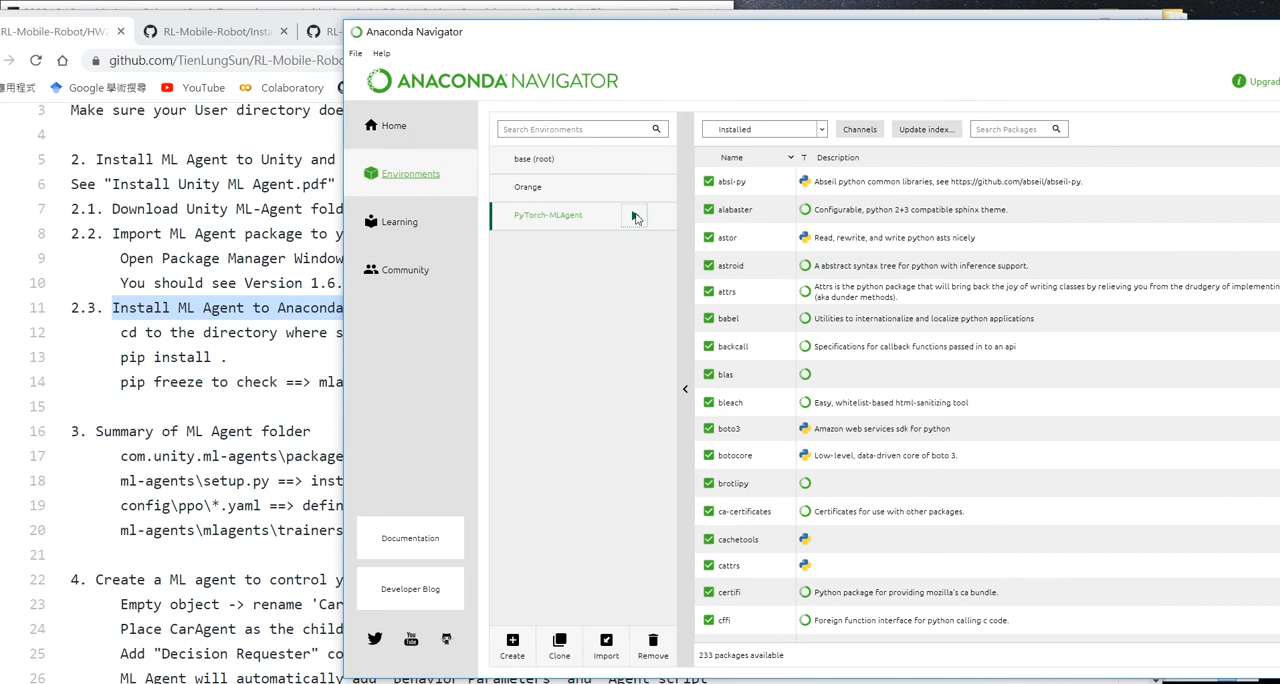 RL-Mobile-Robot/HW
RL-Mobile-Robot/Insta
RL-
github.com/TienLungSun/RL-Mobile-Robo
應用程式
Google 學術搜尋
YouTube
Colaboratory
3 Make sure your User directory doe
4
5 2. Install ML Agent to Unity and
6 See "Install Unity ML Agent.pdf"
7 2.1. Download Unity ML-Agent fold
8 2.2. Import ML Agent package to y
9 Open Package Manager Window
10 You should see Version 1.6.
11 2.3. Install ML Agent to Anaconda
12 cd to the directory where s
13 pip install .
14 pip freeze to check ==> mla
15
16 3. Summary of ML Agent folder
17 com.unity.ml-agents\package
18 ml-agents\setup.py ==> inst
19 config\ppo\*.yaml ==> defin
20 ml-agents\mlagents\trainers
21
22 4. Create a ML agent to control y
23 Empty object -> rename 'Car
24 Place CarAgent as the child
25 Add "Decision Requester" co
26 ML Agent will automatically add "Behavior Parameters" and "Agent script"
Anaconda Navigator
File Help
ANACONDA NAVIGATOR
Upgrad
Home
Environments
Learning
Community
Documentation
Developer Blog
Search Environments
base (root)
Orange
PyTorch-MLAgent
Create
Clone
Import
Remove
Installed
Channels
Update index...
Search Packages
Name T Description
absl-py Abseil python common libraries, see https://github.com/abseil/abseil-py.
alabaster Configurable, python 2+3 compatible sphinx theme.
astor Read, rewrite, and write python asts nicely
astroid A abstract syntax tree for python with inference support.
attrs Attrs is the python package that will bring back the joy of writing classes by relieving you from the drudgery of implementin
(aka dunder methods).
babel Utilities to internationalize and localize python applications
backcall Specifications for callback functions passed in to an api
blas
bleach Easy, whitelist-based html-sanitizing tool
boto3 Amazon web services sdk for python
botocore Low-level, data-driven core of boto 3.
brotlipy
ca-certificates Certificates for use with other packages.
cachetools
cattrs
certifi Python package for providing mozilla's ca bundle.
cffi Foreign function interface for python calling c code.
233 packages available